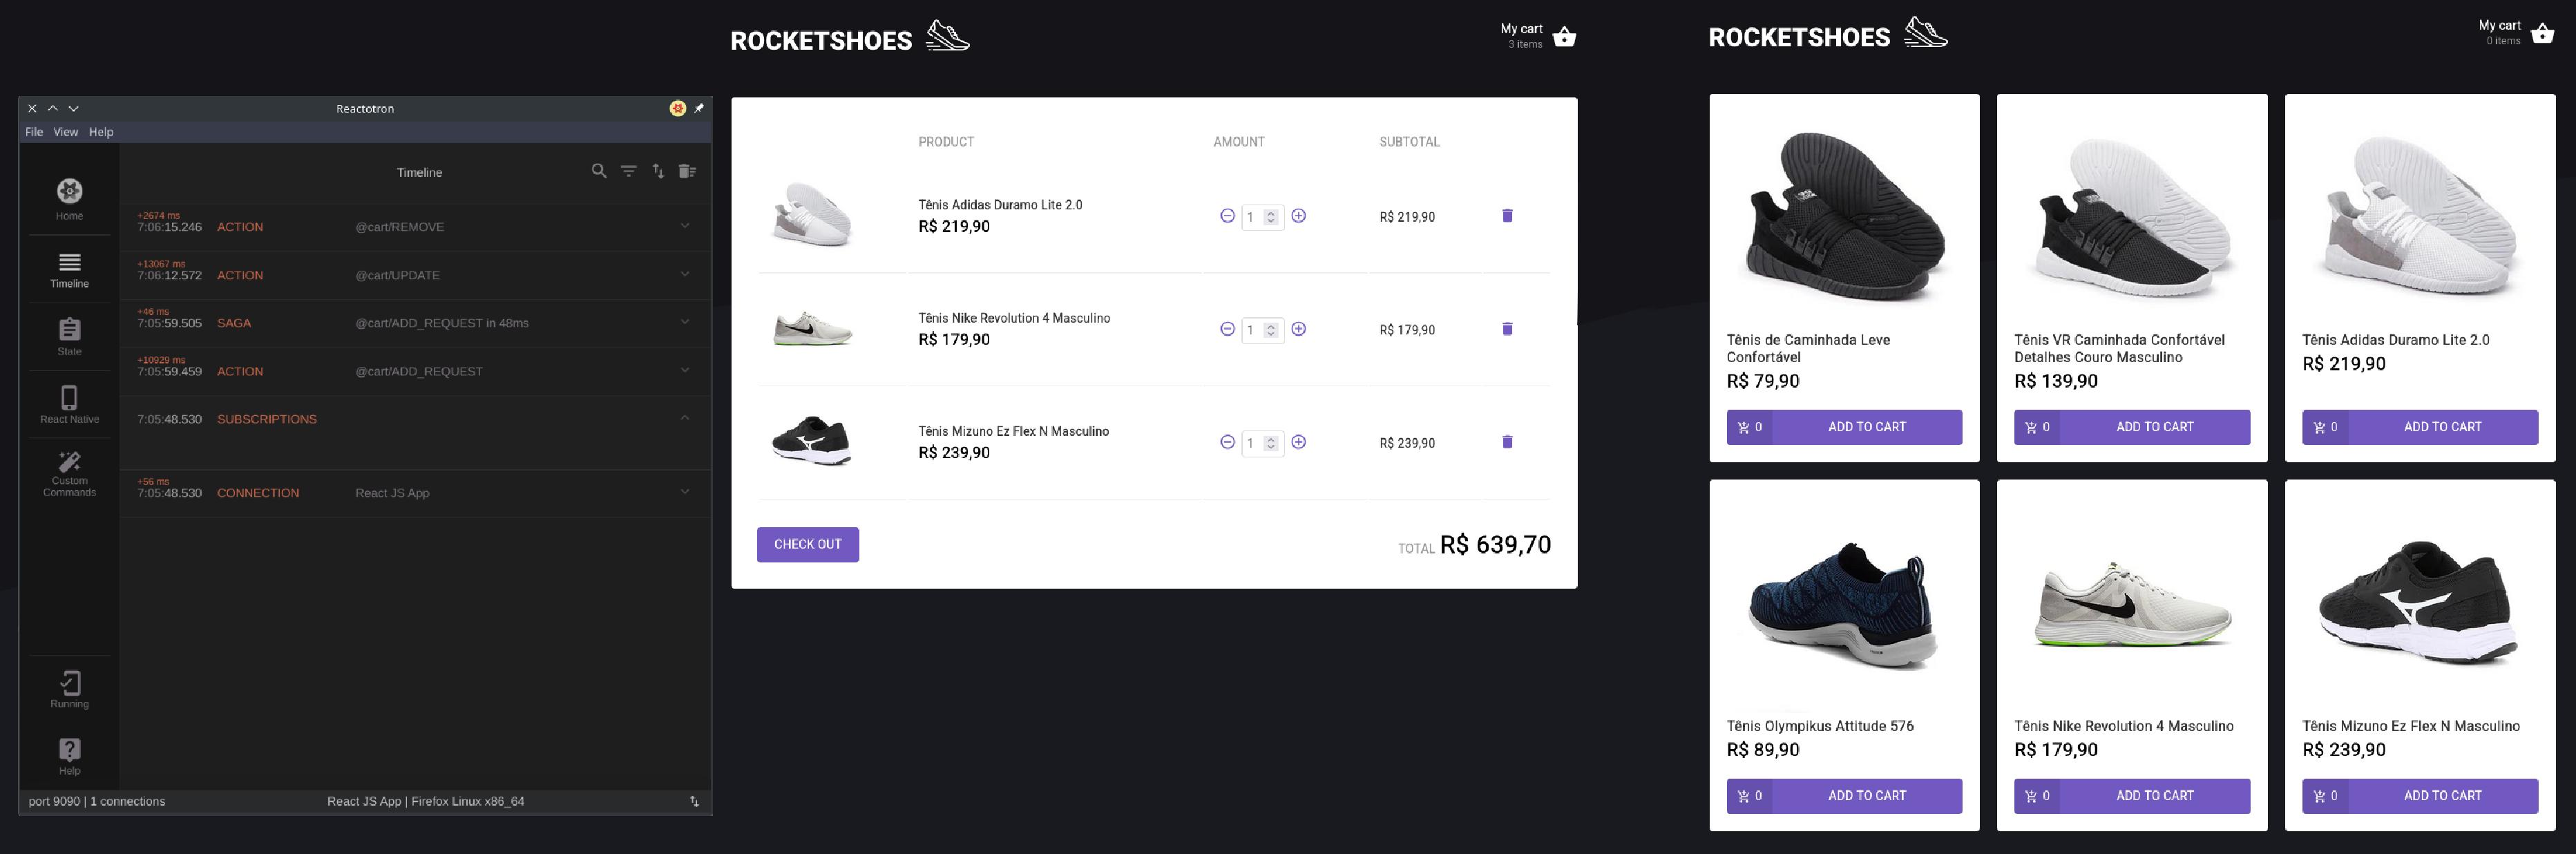 Reactotron
File View Help
Home
Timeline
State
React Native
Custom
Commands
Running
Help
Timeline
+2674 ms
7:06:15.246 ACTION @cart/REMOVE
+13067 ms
7:06:12.572 ACTION @cart/UPDATE
+46 ms
7:05:59.505 SAGA @cart/ADD_REQUEST in 48ms
+10929 ms
7:05:59.459 ACTION @cart/ADD_REQUEST
7:05:48.530 SUBSCRIPTIONS
+56 ms
7:05:48.530 CONNECTION React JS App
port 9090 | 1 connections React JS App | Firefox Linux x86_64
ROCKETSHOES
My cart
3 items
PRODUCT AMOUNT SUBTOTAL
Tênis Adidas Duramo Lite 2.0
R$ 219,90
1
R$ 219,90
Tênis Nike Revolution 4 Masculino
R$ 179,90
1
R$ 179,90
Tênis Mizuno Ez Flex N Masculino
R$ 239,90
1
R$ 239,90
CHECK OUT
TOTAL R$ 639,70
ROCKETSHOES
My cart
0 items
Tênis de Caminhada Leve
Confortável
R$ 79,90
0 ADD TO CART
Tênis VR Caminhada Confortável
Detalhes Couro Masculino
R$ 139,90
0 ADD TO CART
Tênis Adidas Duramo Lite 2.0
R$ 219,90
0 ADD TO CART
Tênis Olympikus Attitude 576
R$ 89,90
0 ADD TO CART
Tênis Nike Revolution 4 Masculino
R$ 179,90
0 ADD TO CART
Tênis Mizuno Ez Flex N Masculino
R$ 239,90
0 ADD TO CART